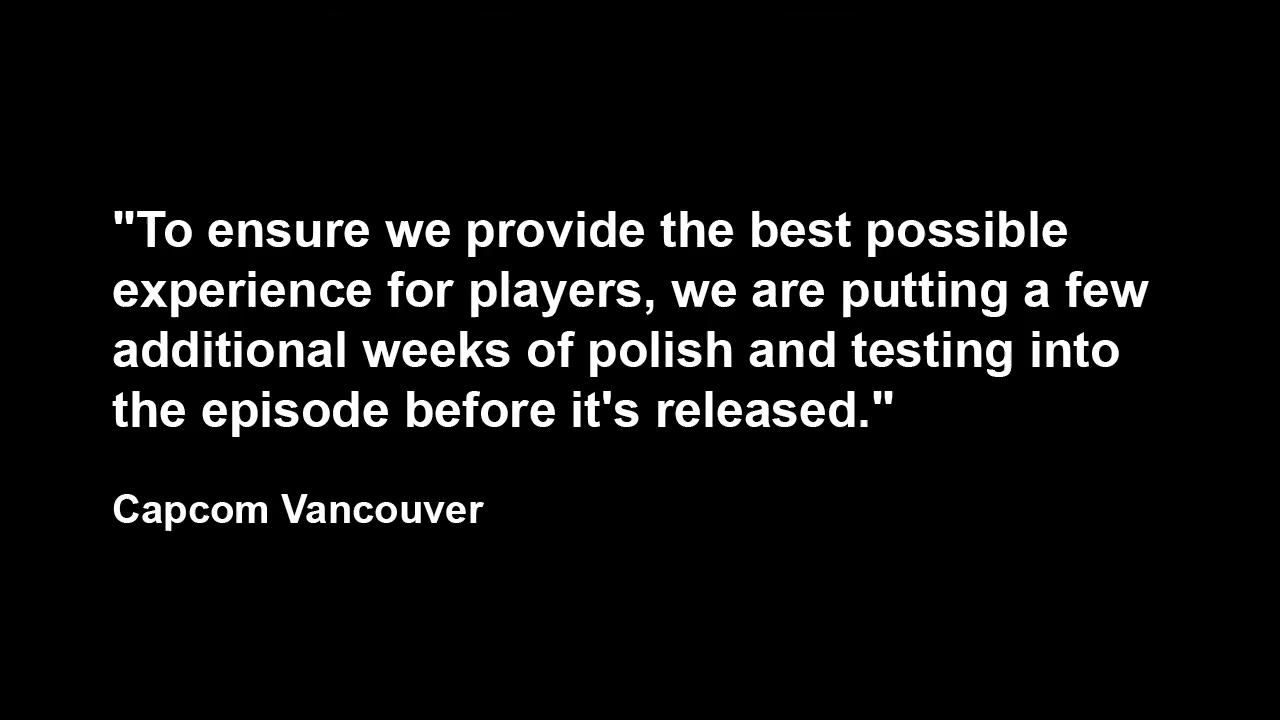 "To ensure we provide the best possible
experience for players, we are putting a few
additional weeks of polish and testing into
the episode before it's released."
Capcom Vancouver